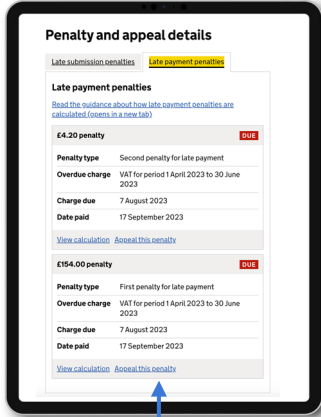 Penalty and appeal details
Late submission penalties Late payment penalties
Late payment penalties
Read the guidance about how late payment penalties are
calculated (opens in a new tab)
£4.20 penalty DUE
Penalty type Second penalty for late payment
Overdue charge VAT for period 1 April 2023 to 30 June
2023
Charge due 7 August 2023
Date paid 17 September 2023
View calculation Appeal this penalty
£154.00 penalty DUE
Penalty type First penalty for late payment
Overdue charge VAT for period 1 April 2023 to 30 June
2023
Charge due 7 August 2023
Date paid 17 September 2023
View calculation Appeal this penalty